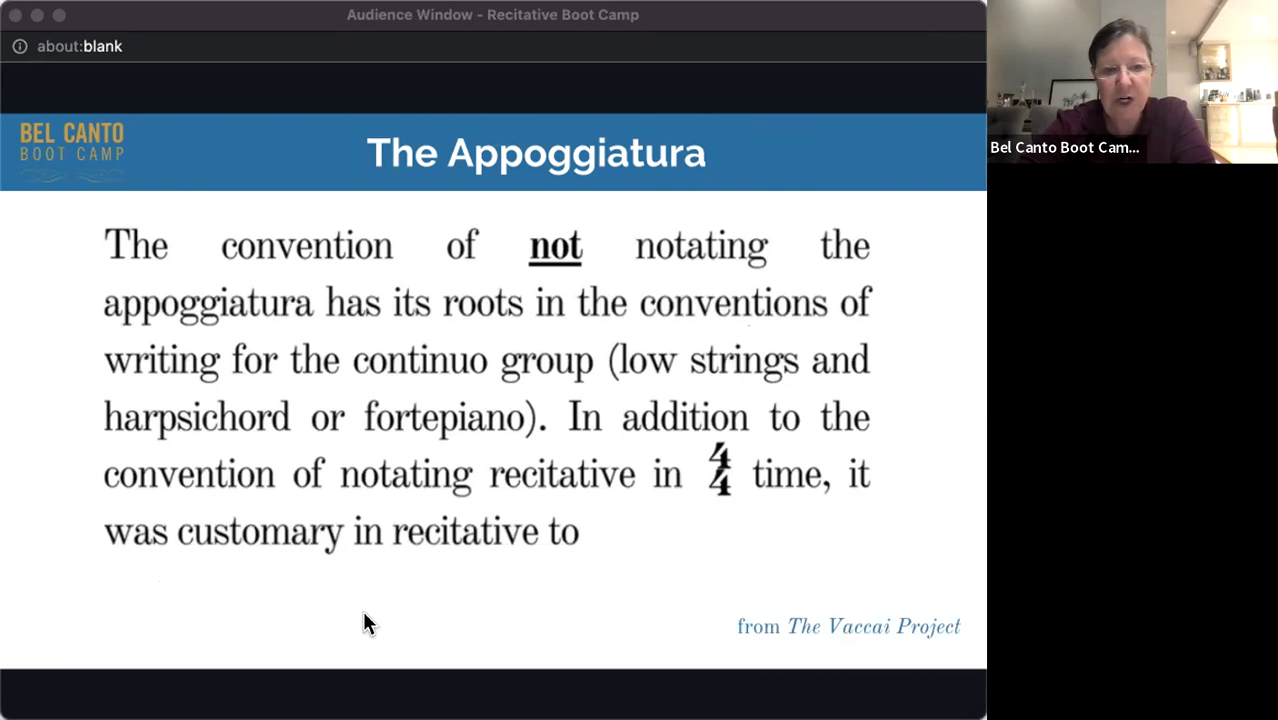 Audience Window - Recitative Boot Camp
about:blank
BEL CANTO
BOOT CAMP
The Appoggiatura
Bel Canto Boot Cam...
The convention of not notating the
appoggiatura has its roots in the conventions of
writing for the continuo group (low strings and
harpsichord or fortepiano). In addition to the
convention of notating recitative in 4/4 time, it
was customary in recitative to
from The Vaccai Project